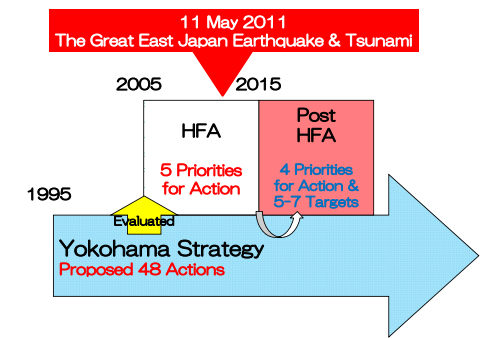 11 May 2011
The Great East Japan Earthquake & Tsunami
2005
2015
HFA
5 Priorities
for Action
Post
HFA
4 Priorities
for Action &
5-7 Targets
1995
Evaluated
Yokohama Strategy
Proposed 48 Actions